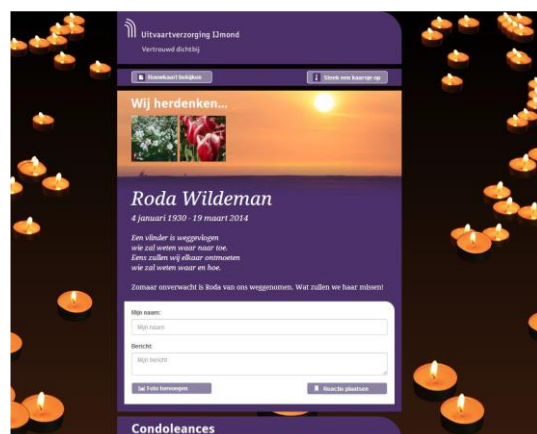 Uitvaartverzorging IJmond
Vertrouwd dichtbij
Rouwkaart bekijken
Steek een kaarsje op
Wij herdenken...
Roda Wildeman
4 januari 1930 - 19 maart 2014
Een vlinder is weggevlogen
wie zal weten waar naar toe.
Eens zullen wij elkaar ontmoeten
wie zal weten waar en hoe.
Zomaar onverwacht is Roda van ons weggenomen. Wat zullen we haar missen!
Mijn naam:
Mijn naam
Bericht:
Mijn bericht
Foto toevoegen
Reactie plaatsen
Condoleances